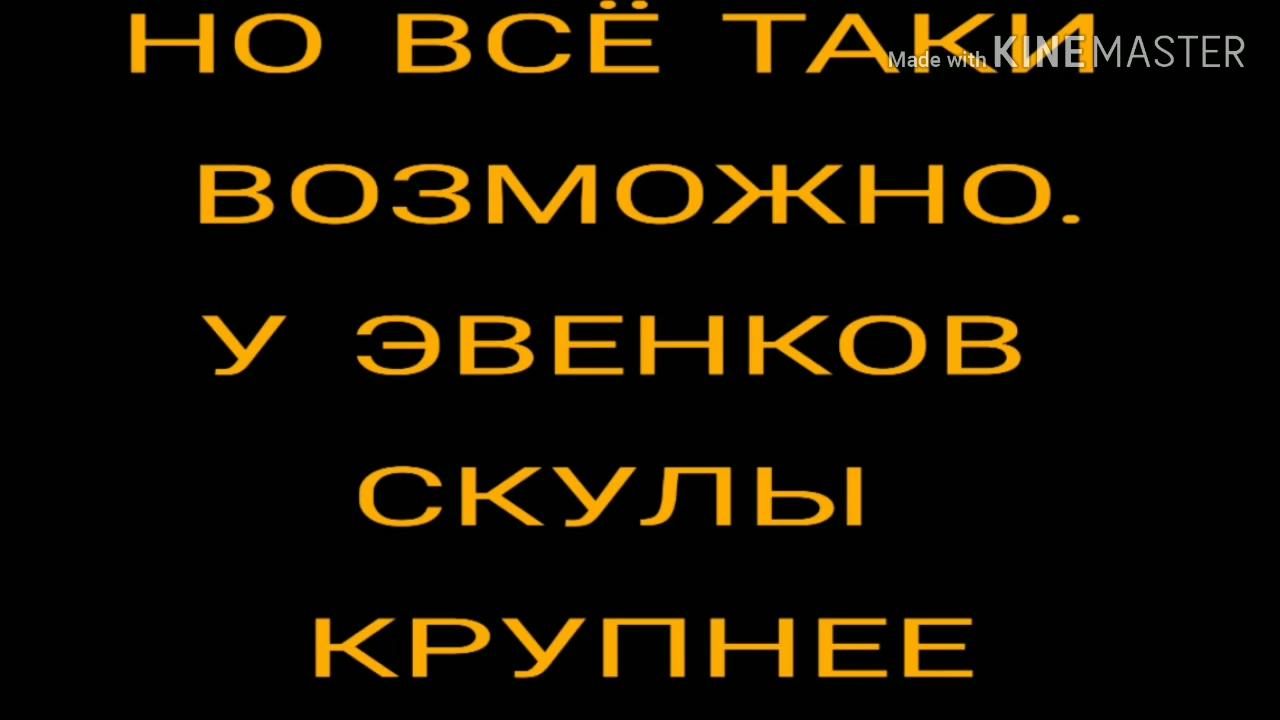 НО ВСЁ ТАКИ
Made with KINEMASTER
ВОЗМОЖНО.
У ЭВЕНКОВ
СКУЛЫ
КРУПНЕЕ